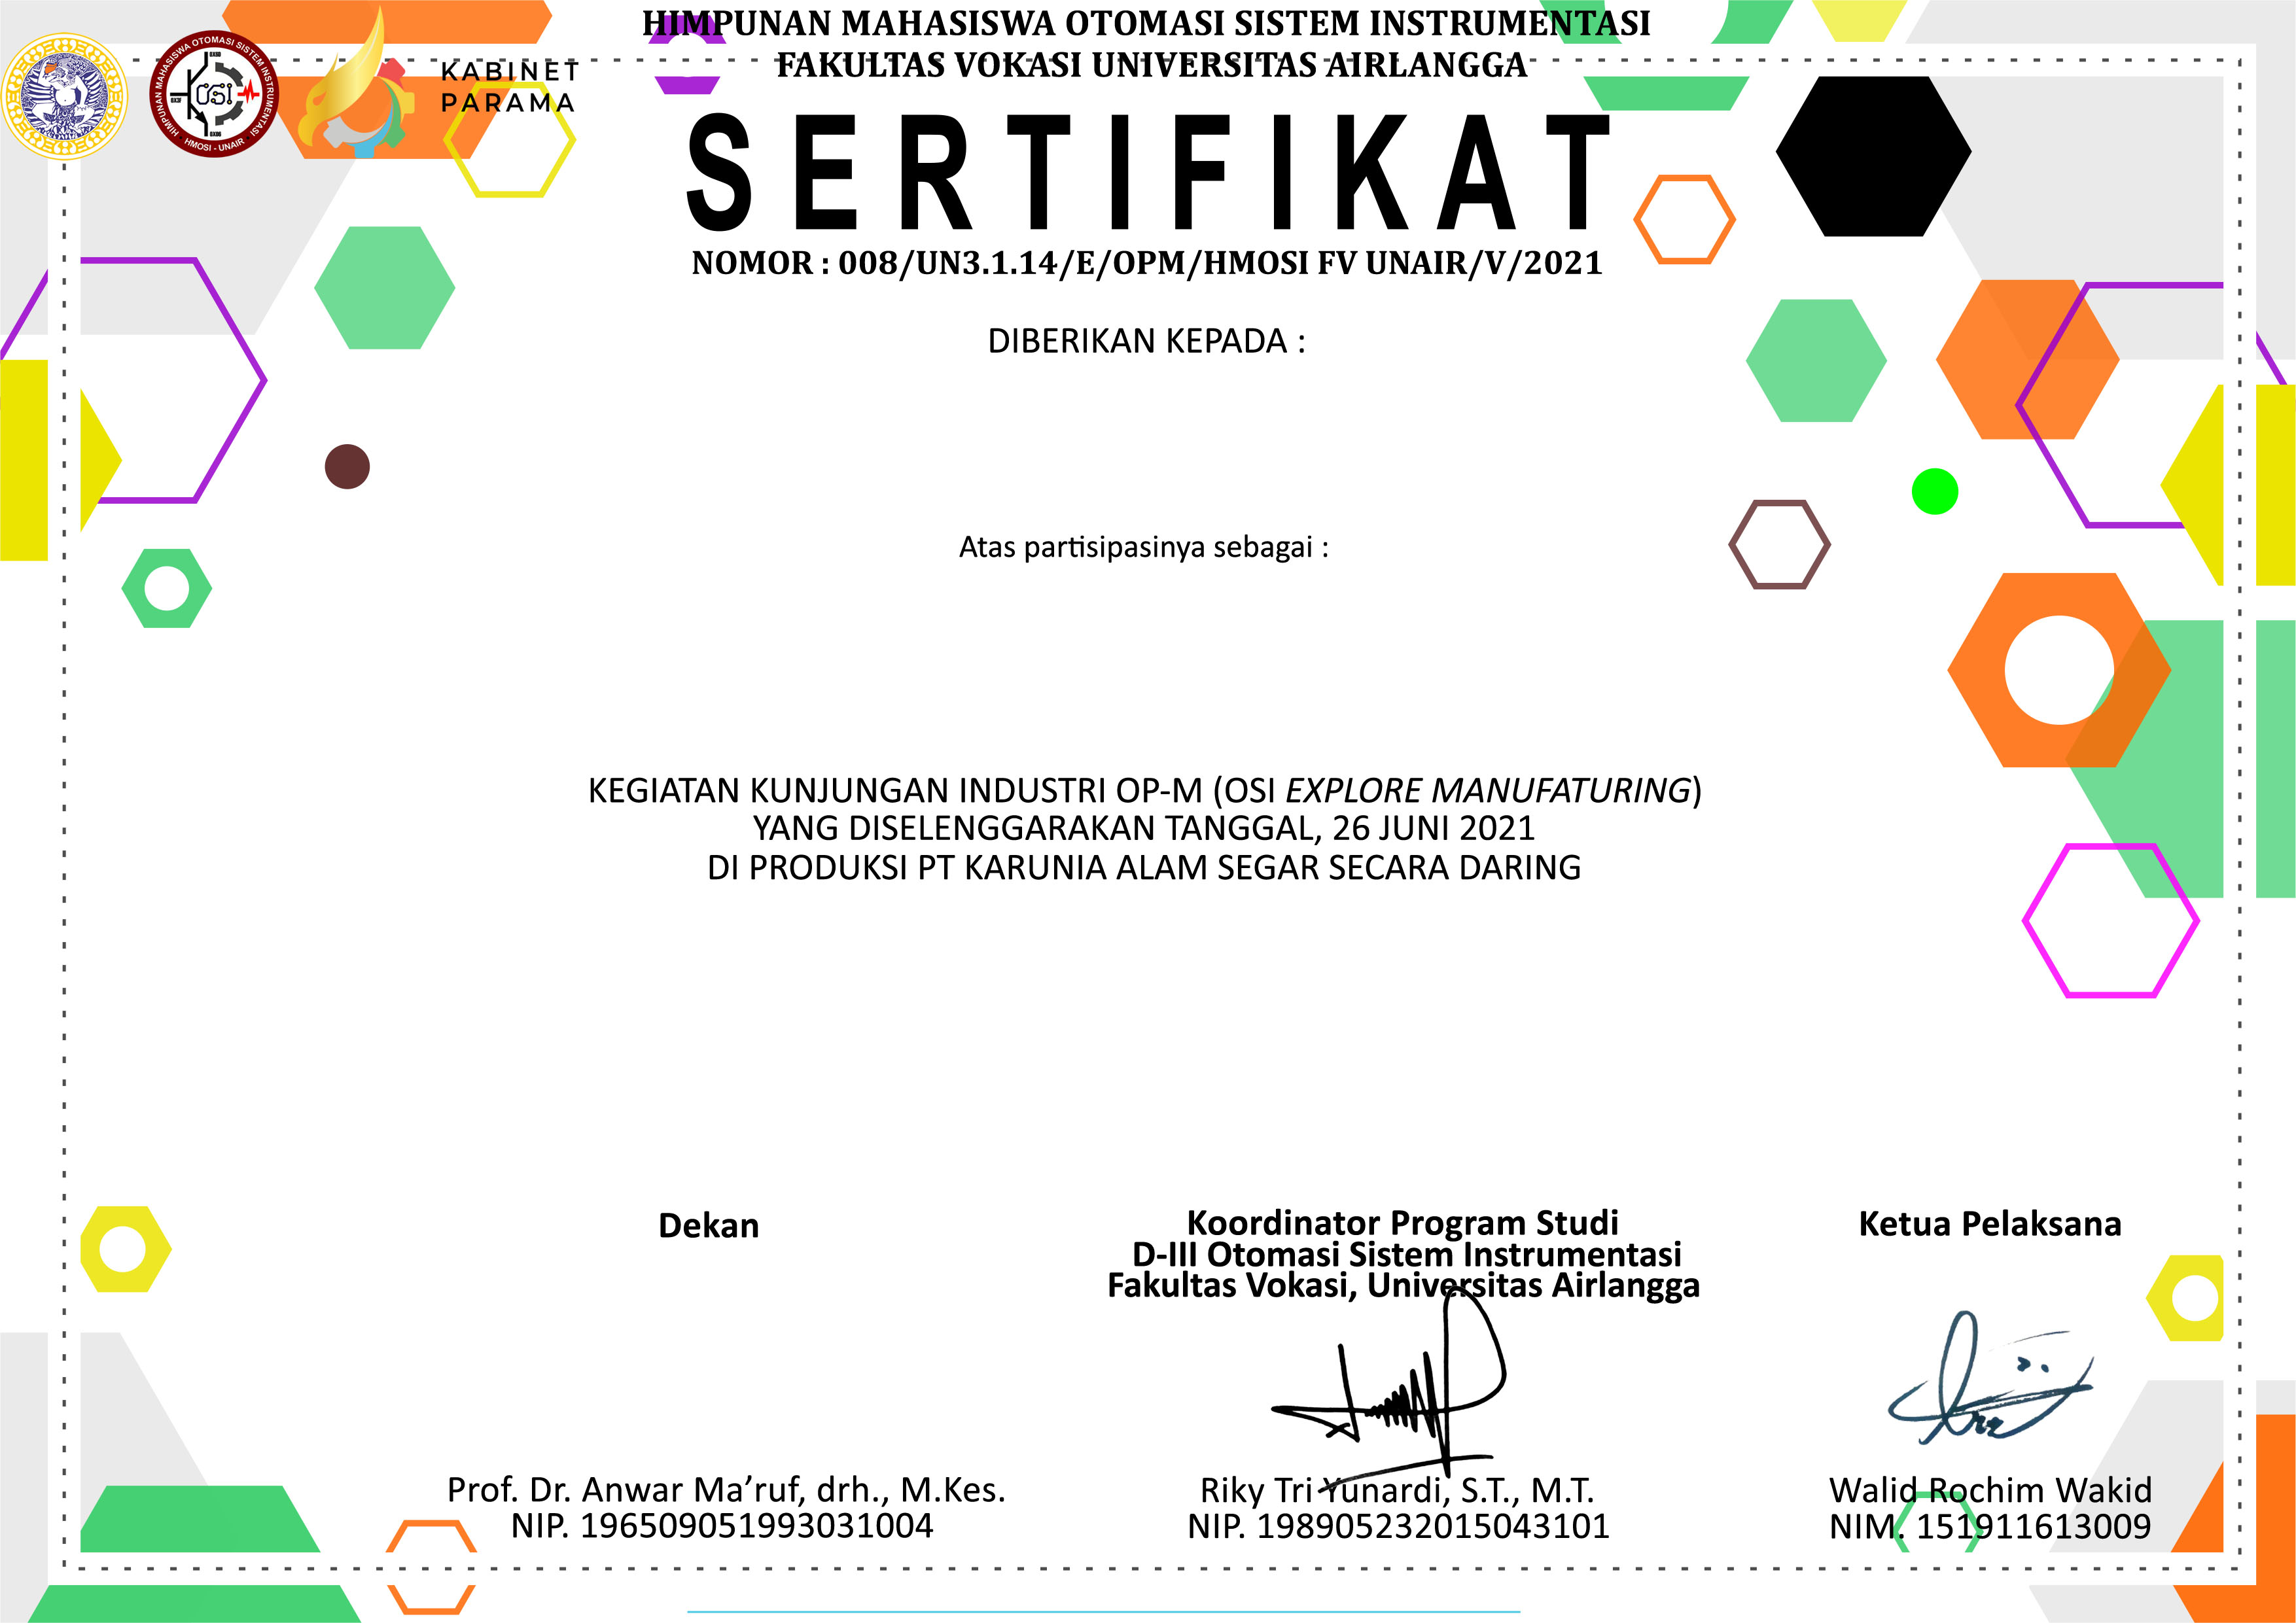 HIMPUNAN MAHASISWA OTOMASI SISTEM INSTRUMENTASI
FAKULTAS VOKASI UNIVERSITAS AIRLANGGA
HIMPUNAN MAHASISWA OTOMASI SISTEM INSTRUMENTASI
OSI
HMOSI - UNAIR
KABINET
PARAMA
SERTIFIKAT
NOMOR : 008/UN3.1.14/E/OPM/HMOSI FV UNAIR/V/2021
DIBERIKAN KEPADA :
Atas partisipasinya sebagai :
KEGIATAN KUNJUNGAN INDUSTRI OP-M (OSI EXPLORE MANUFATURING)
YANG DISELENGGARAKAN TANGGAL, 26 JUNI 2021
DI PRODUKSI PT KARUNIA ALAM SEGAR SECARA DARING
Dekan
Koordinator Program Studi
D-III Otomasi Sistem Instrumentasi
Fakultas Vokasi, Universitas Airlangga
Ketua Pelaksana
Prof. Dr. Anwar Ma’ruf, drh., M.Kes.
NIP. 196509051993031004
Riky Tri Yunardi, S.T., M.T.
NIP. 198905232015043101
Walid Rochim Wakid
NIM. 151911613009